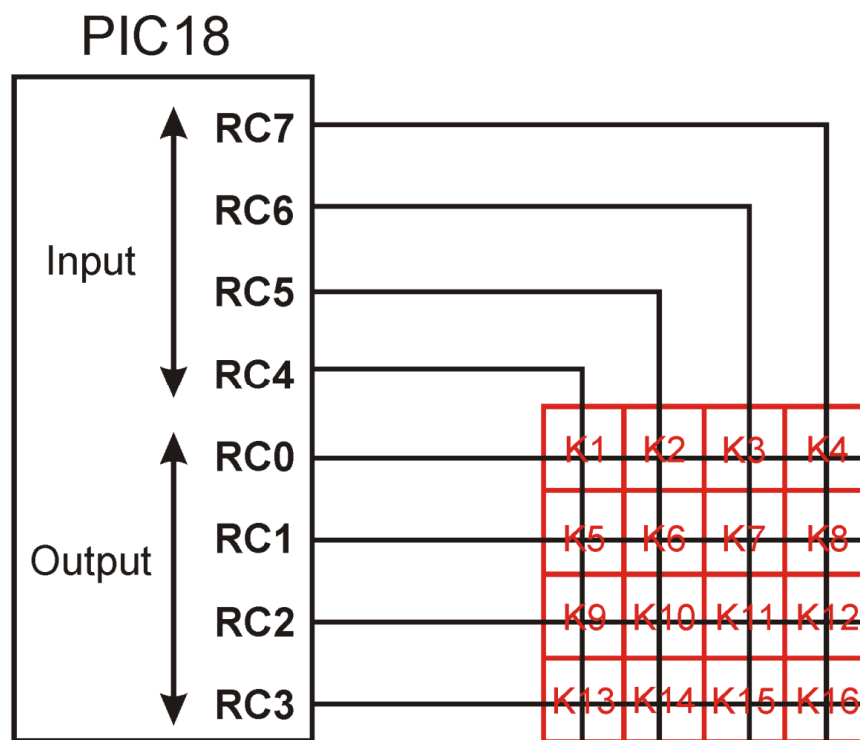 PIC18
RC7
RC6
Input
RC5
RC4
K1 K2 K3 K4
RC0
RC1
K5 K6 K7 K8
Output
RC2
K9 K10 K11 K12
RC3
K13 K14 K15 K16